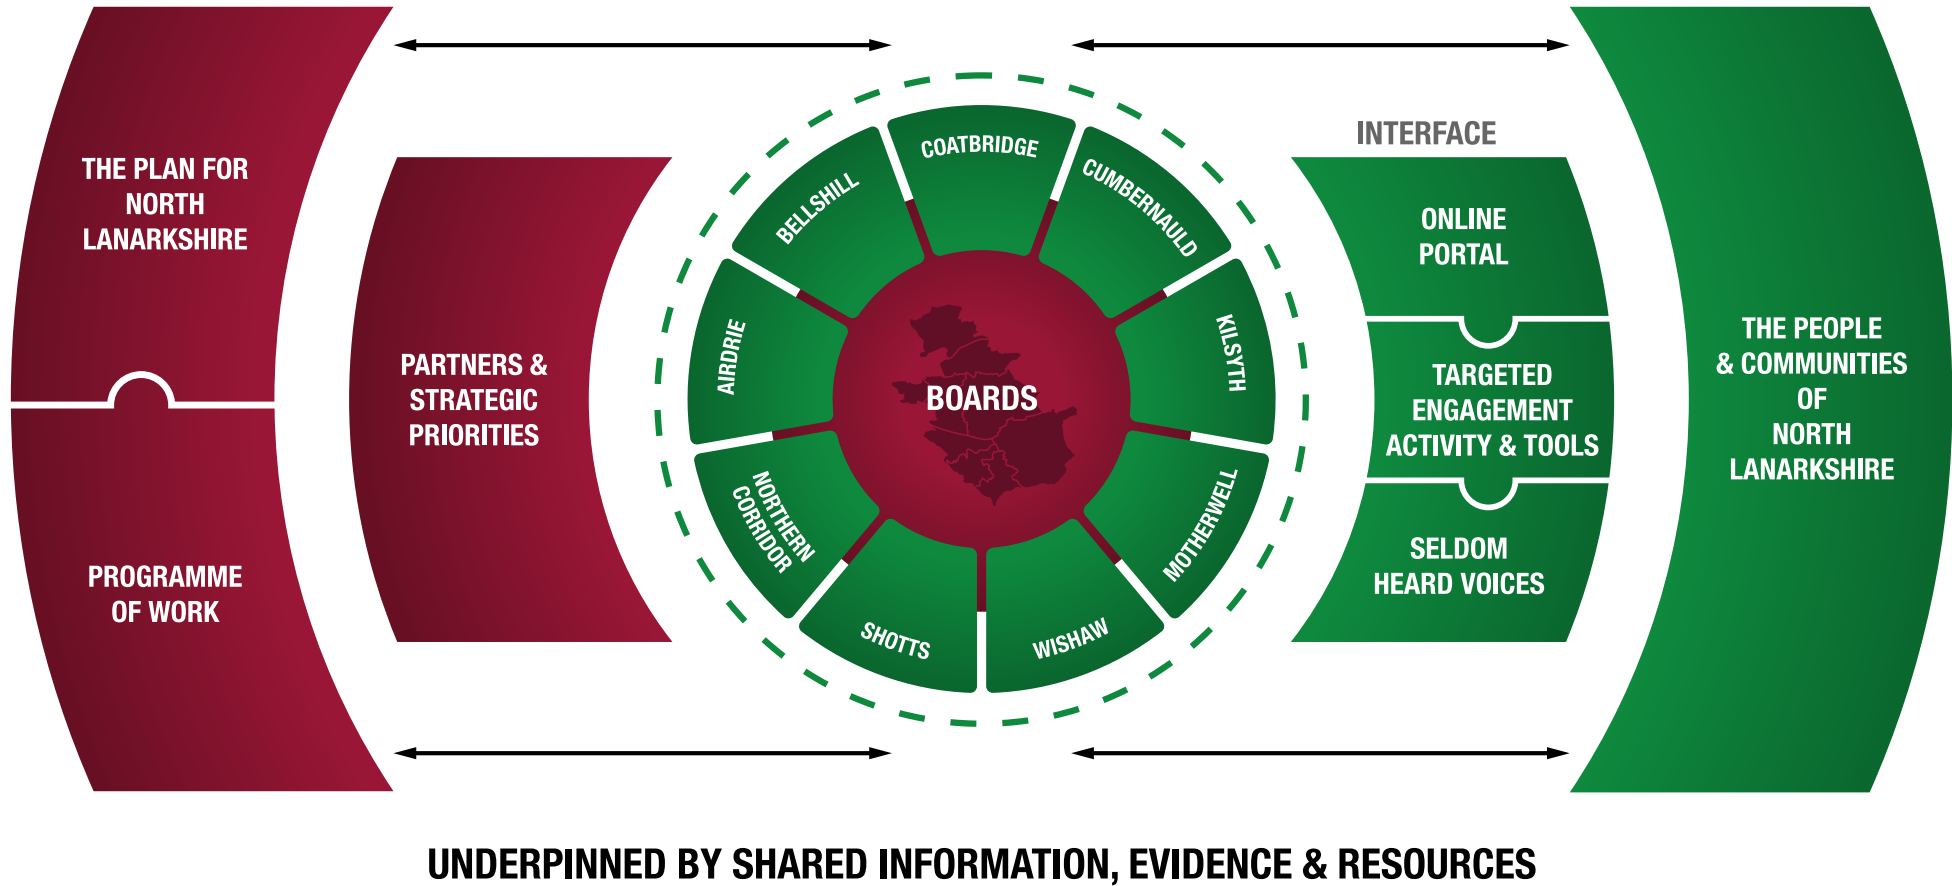 THE PLAN FOR
NORTH
LANARKSHIRE
PROGRAMME
OF WORK
PARTNERS &
STRATEGIC
PRIORITIES
COATBRIDGE
CUMBERNAULD
KILSYTH
MOTHERWELL
WISHAW
SHOTTS
NORTHERN
CORRIDOR
AIRDRIE
BELLSHILL
BOARDS
INTERFACE
ONLINE
PORTAL
TARGETED
ENGAGEMENT
ACTIVITY & TOOLS
SELDOM
HEARD VOICES
THE PEOPLE
& COMMUNITIES
OF
NORTH
LANARKSHIRE
UNDERPINNED BY SHARED INFORMATION, EVIDENCE & RESOURCES